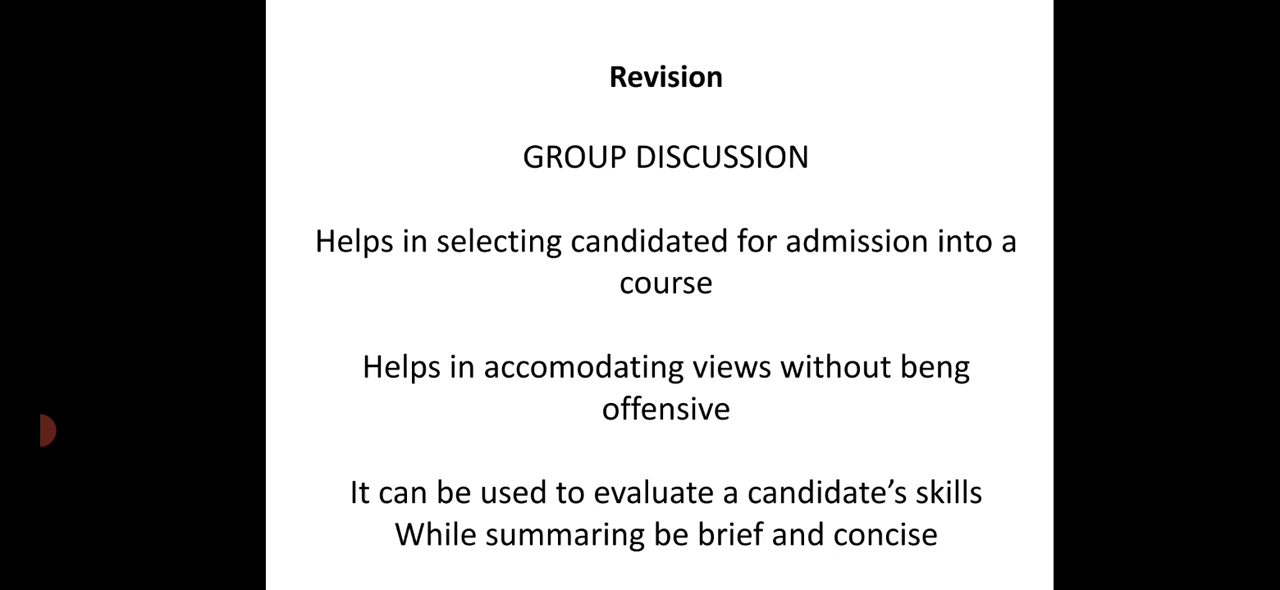 Revision
GROUP DISCUSSION
Helps in selecting candidated for admission into a
course
Helps in accomodating views without beng
offensive
It can be used to evaluate a candidate’s skills
While summaring be brief and concise